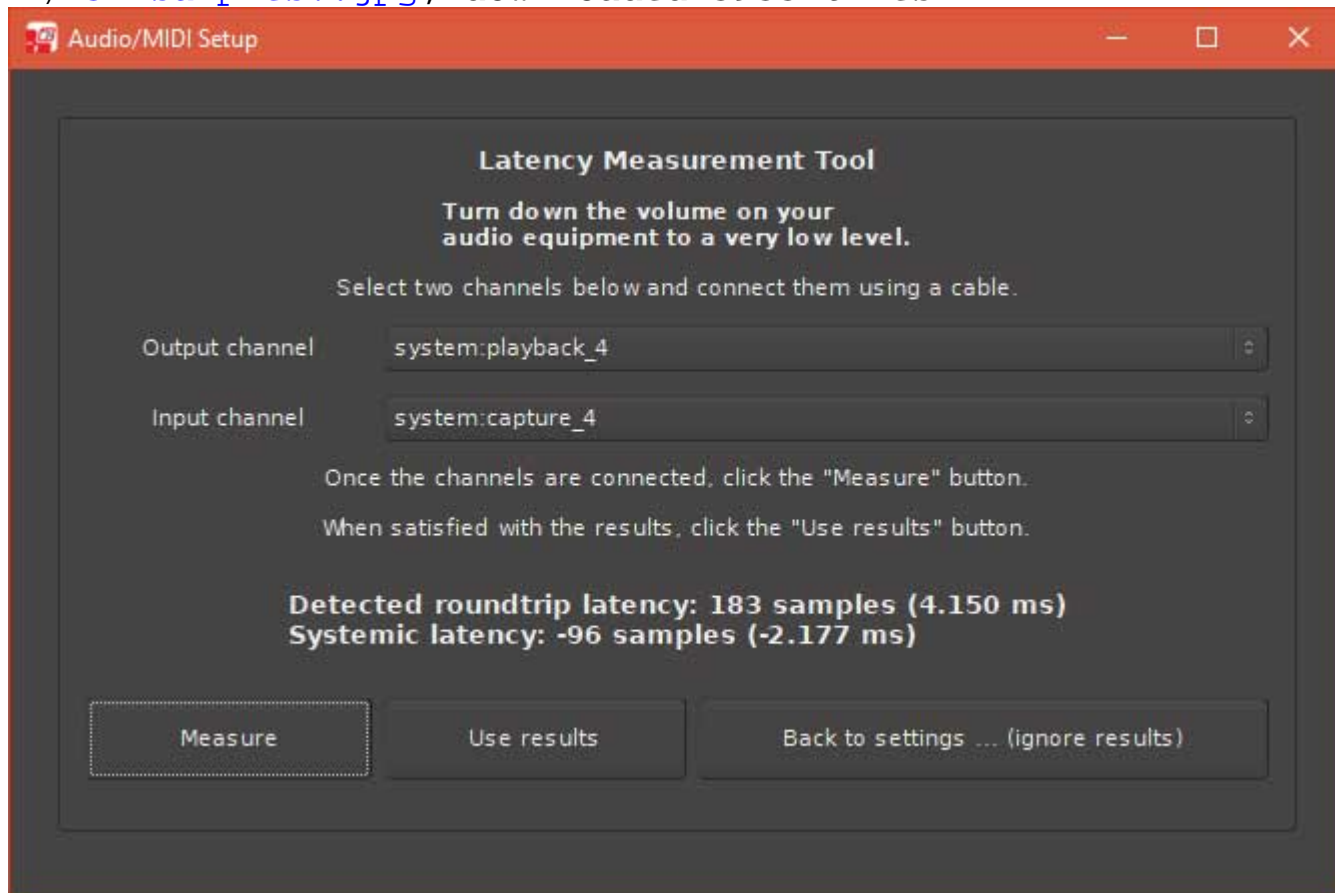 Audio/MIDI Setup
Latency Measurement Tool
Turn down the volume on your
audio equipment to a very low level.
Select two channels below and connect them using a cable.
Output channel system:playback_4
Input channel system:capture_4
Once the channels are connected, click the "Measure" button.
When satisfied with the results, click the "Use results" button.
Detected roundtrip latency: 183 samples (4.150 ms)
Systemic latency: -96 samples (-2.177 ms)
Measure Use results Back to settings ... (ignore results)